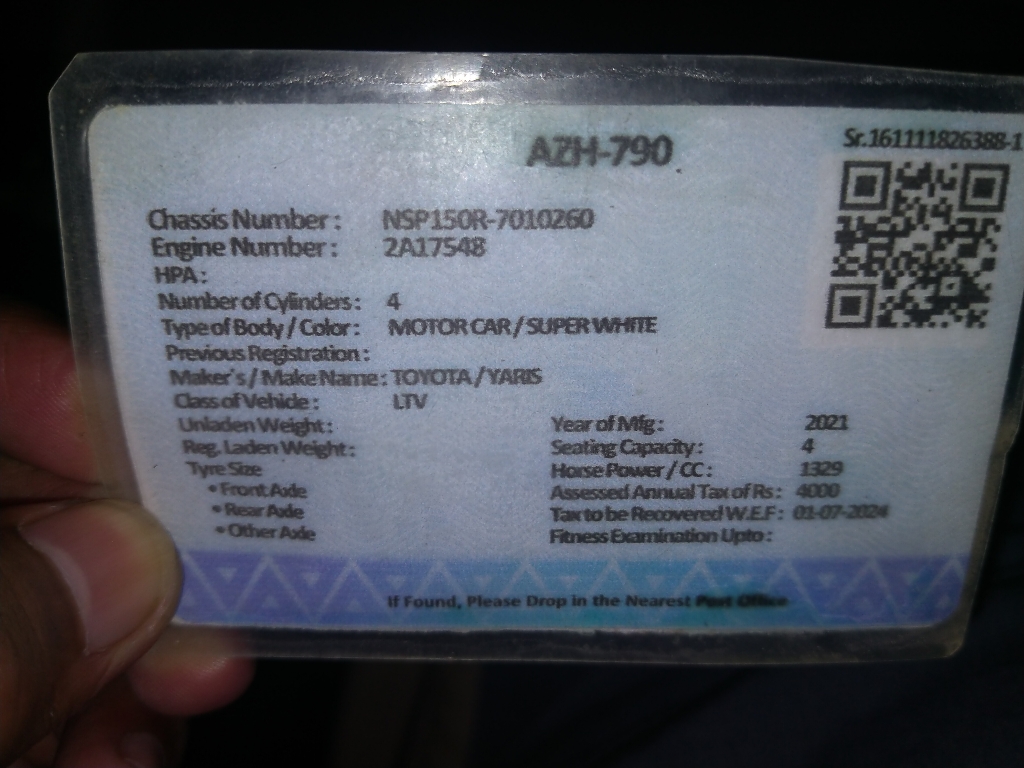 AZH-790
Sr.161111826388-1
Chassis Number : NSP150R-7010260
Engine Number : 2A17548
HPA :
Number of Cylinders : 4
Type of Body / Color : MOTOR CAR / SUPER WHITE
Previous Registration :
Maker's / Make Name : TOYOTA / YARIS
Class of Vehicle : LTV
Unladen Weight : Year of Mfg : 2021
Reg. Laden Weight : Seating Capacity : 4
Tyre Size Horse Power / CC : 1329
• Front Axle Assessed Annual Tax of Rs : 4000
• Rear Axle Tax to be Recovered W.E.F : 01-07-2024
• Other Axle Fitness Examination Upto :
If Found, Please Drop in the Nearest Post Office